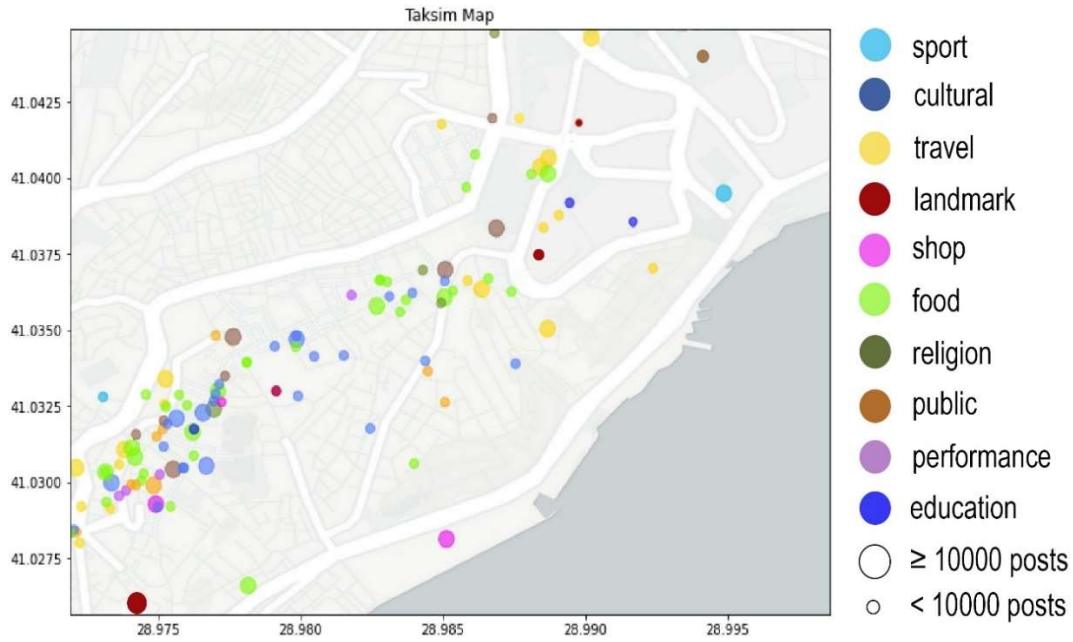 Taksim Map
41.0425
41.0400
41.0375
41.0350
41.0325
41.0300
41.0275
28.975
28.980
28.985
28.990
28.995
sport
cultural
travel
landmark
shop
food
religion
public
performance
education
≥ 10000 posts
< 10000 posts